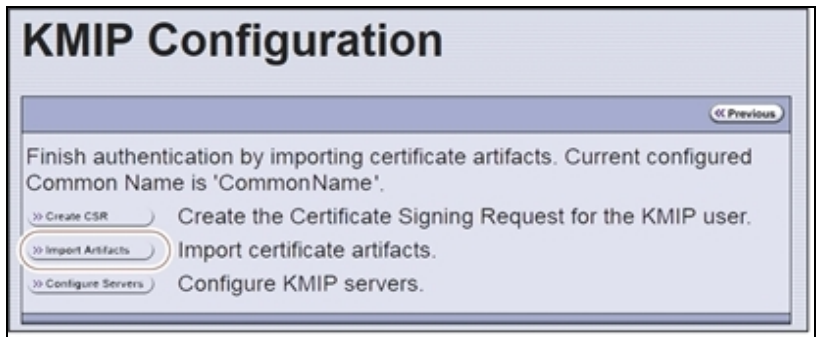 KMIP Configuration
« Previous
Finish authentication by importing certificate artifacts. Current configured
Common Name is 'CommonName'.
» Create CSR Create the Certificate Signing Request for the KMIP user.
» Import Artifacts Import certificate artifacts.
» Configure Servers Configure KMIP servers.